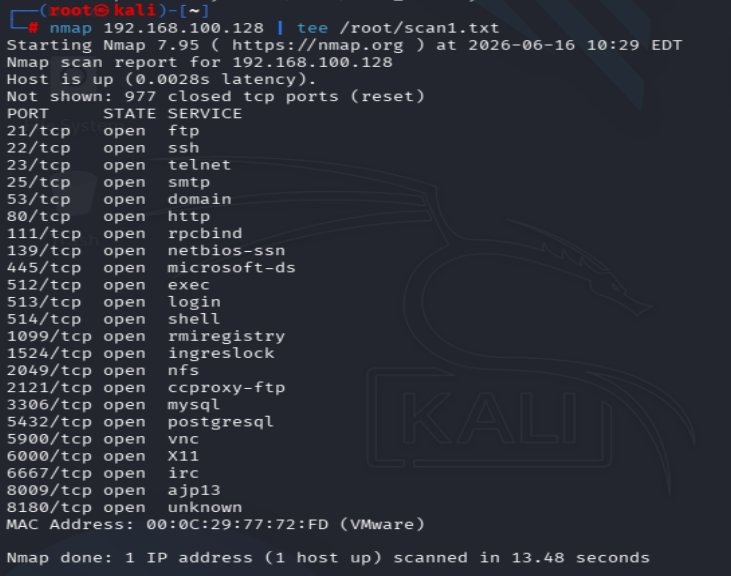 ┌──(root㉿kali)-[~]
└─# nmap 192.168.100.128 | tee /root/scan1.txt
Starting Nmap 7.95 ( https://nmap.org ) at 2026-06-16 10:29 EDT
Nmap scan report for 192.168.100.128
Host is up (0.0028s latency).
Not shown: 977 closed tcp ports (reset)
PORT     STATE SERVICE
21/tcp   open  ftp
22/tcp   open  ssh
23/tcp   open  telnet
25/tcp   open  smtp
53/tcp   open  domain
80/tcp   open  http
111/tcp  open  rpcbind
139/tcp  open  netbios-ssn
445/tcp  open  microsoft-ds
512/tcp  open  exec
513/tcp  open  login
514/tcp  open  shell
1099/tcp open  rmiregistry
1524/tcp open  ingreslock
2049/tcp open  nfs
2121/tcp open  ccproxy-ftp
3306/tcp open  mysql
5432/tcp open  postgresql
5900/tcp open  vnc
6000/tcp open  X11
6667/tcp open  irc
8009/tcp open  ajp13
8180/tcp open  unknown
MAC Address: 00:0C:29:77:72:FD (VMware)
Nmap done: 1 IP address (1 host up) scanned in 13.48 seconds
KALI